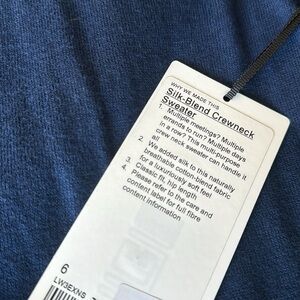 WHY WE MADE THIS
Silk-Blend Crewneck
Sweater
1. Multiple meetings? Multiple
errands to run? Multiple days
in a row? This multi-purpose
crew neck sweater can handle it
all
2. We added silk to this naturally
breathable cotton-blend fabric
for a luxuriously soft feel
3. Classic fit, hip length
4. Please refer to the care and
content label for full fibre
content information
6
LW3EXNS